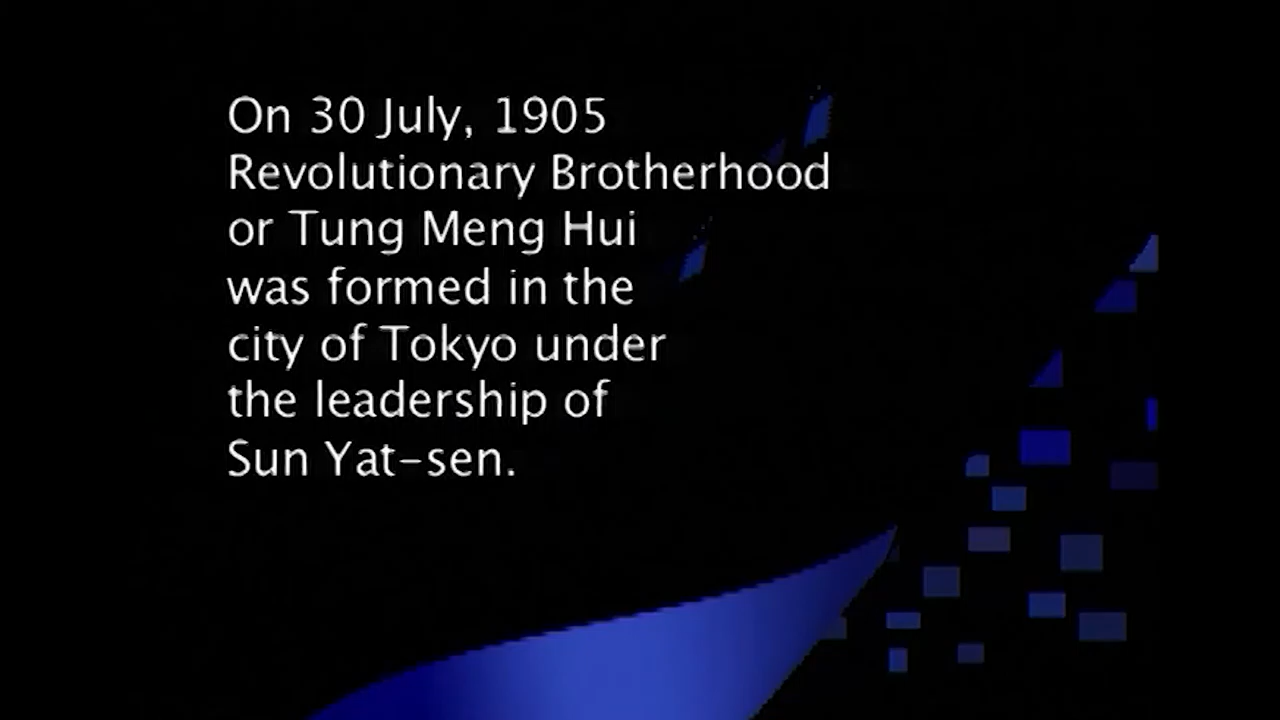 On 30 July, 1905
Revolutionary Brotherhood
or Tung Meng Hui
was formed in the
city of Tokyo under
the leadership of
Sun Yat-sen.